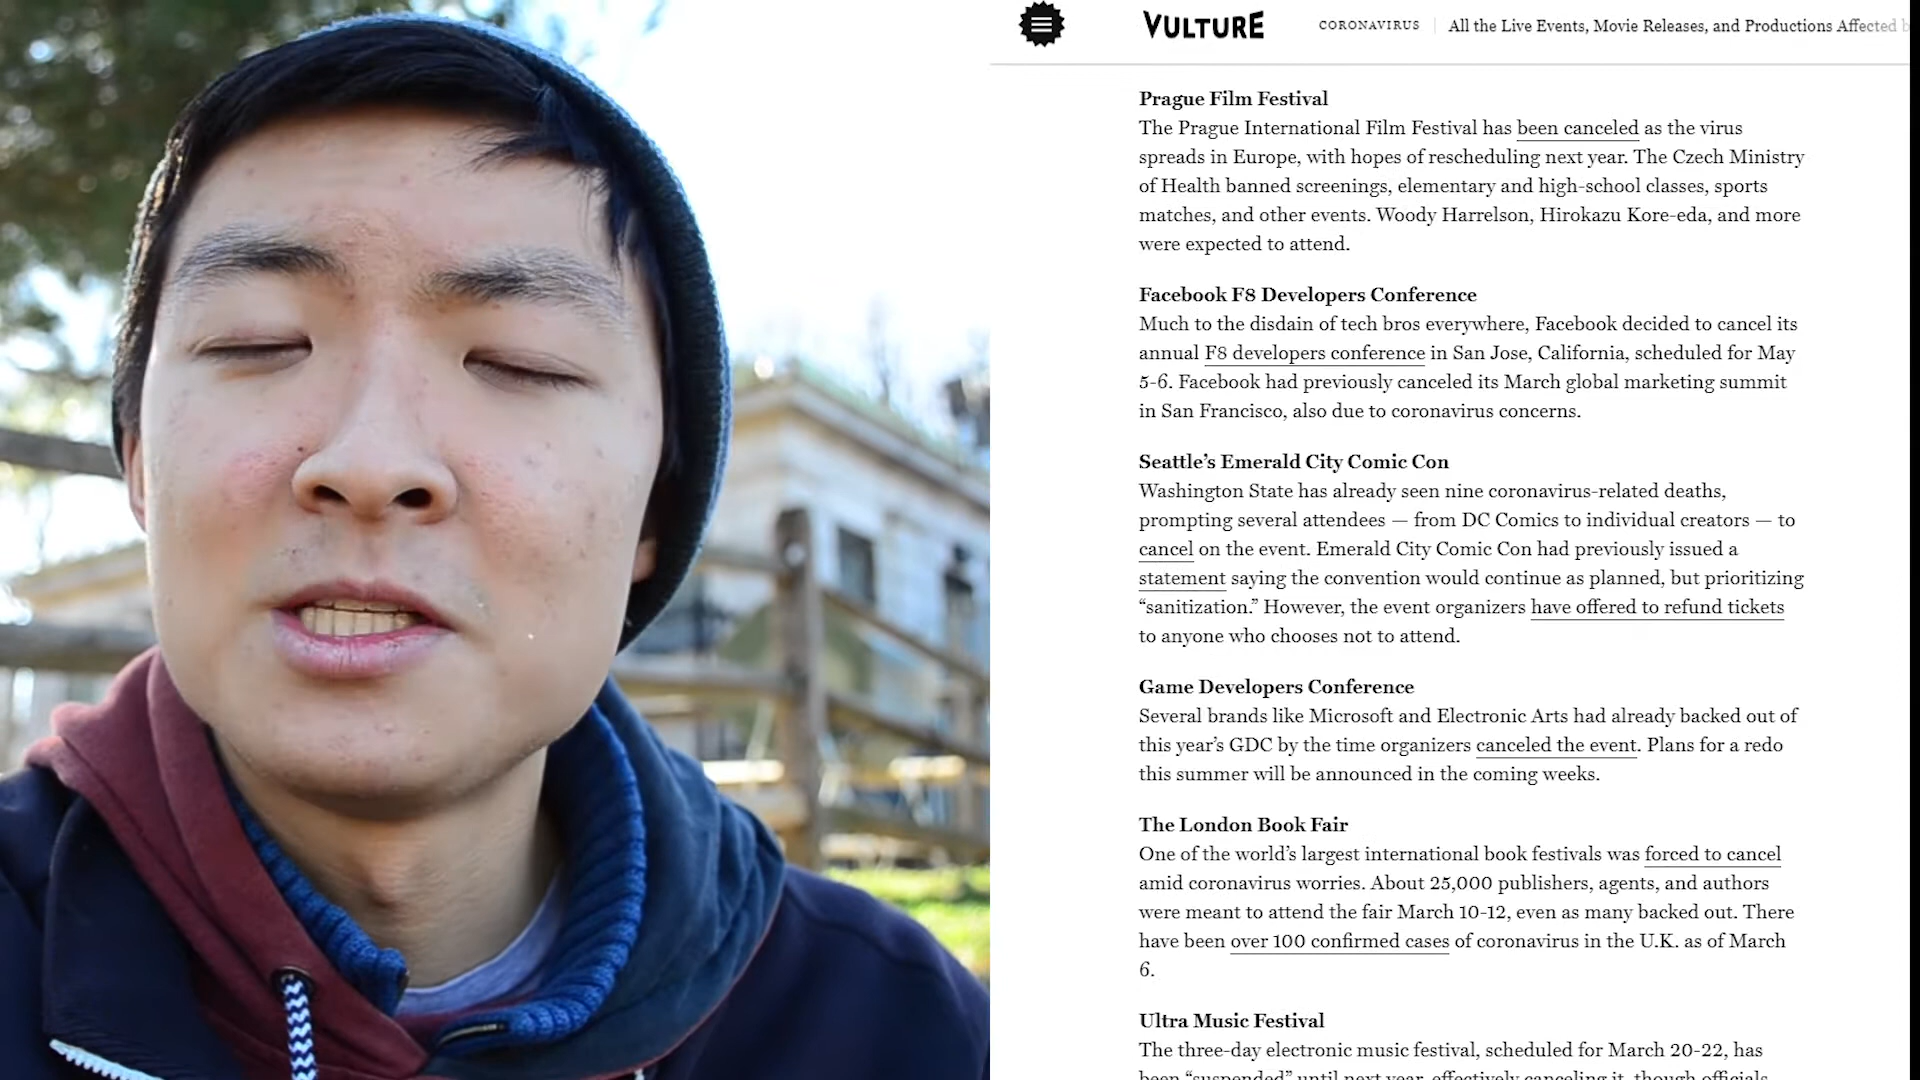 VULTURE
CORONAVIRUS
All the Live Events, Movie Releases, and Productions Affected
Prague Film Festival
The Prague International Film Festival has been canceled as the virus
spreads in Europe, with hopes of rescheduling next year. The Czech Ministry
of Health banned screenings, elementary and high-school classes, sports
matches, and other events. Woody Harrelson, Hirokazu Kore-eda, and more
were expected to attend.
Facebook F8 Developers Conference
Much to the disdain of tech bros everywhere, Facebook decided to cancel its
annual F8 developers conference in San Jose, California, scheduled for May
5-6. Facebook had previously canceled its March global marketing summit
in San Francisco, also due to coronavirus concerns.
Seattle’s Emerald City Comic Con
Washington State has already seen nine coronavirus-related deaths,
prompting several attendees — from DC Comics to individual creators — to
cancel on the event. Emerald City Comic Con had previously issued a
statement saying the convention would continue as planned, but prioritizing
“sanitization.” However, the event organizers have offered to refund tickets
to anyone who chooses not to attend.
Game Developers Conference
Several brands like Microsoft and Electronic Arts had already backed out of
this year’s GDC by the time organizers canceled the event. Plans for a redo
this summer will be announced in the coming weeks.
The London Book Fair
One of the world’s largest international book festivals was forced to cancel
amid coronavirus worries. About 25,000 publishers, agents, and authors
were meant to attend the fair March 10-12, even as many backed out. There
have been over 100 confirmed cases of coronavirus in the U.K. as of March
6.
Ultra Music Festival
The three-day electronic music festival, scheduled for March 20-22, has
been “suspended” until next year, effectively canceling it, though officials